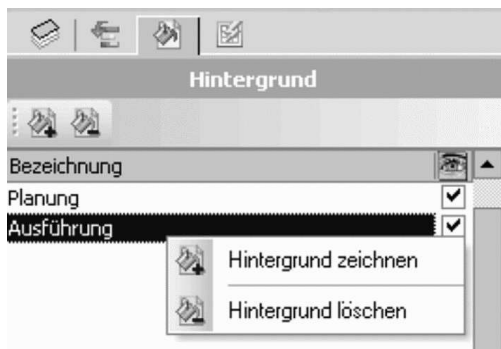 Hintergrund
Bezeichnung
Planung
Ausführung
Hintergrund zeichnen
Hintergrund löschen